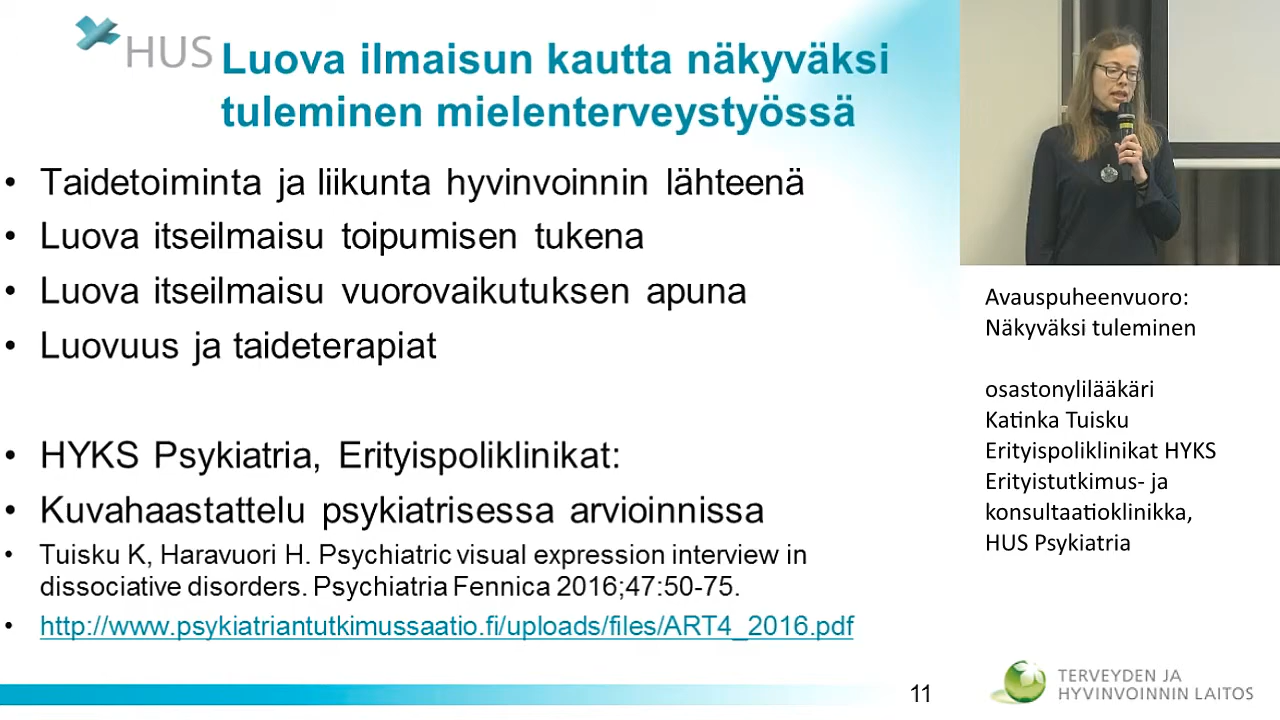 HUS
Luova ilmaisun kautta näkyväksi
tuleminen mielenterveystyössä
• Taidetoiminta ja liikunta hyvinvoinnin lähteenä
• Luova itseilmaisu toipumisen tukena
• Luova itseilmaisu vuorovaikutuksen apuna
• Luovuus ja taideterapiat
• HYKS Psykiatria, Erityispoliklinikat:
• Kuvahaastattelu psykiatrisessa arvioinnissa
• Tuisku K, Haravuori H. Psychiatric visual expression interview in
dissociative disorders. Psychiatria Fennica 2016;47:50-75.
• http://www.psykiatriantutkimussaatio.fi/uploads/files/ART4_2016.pdf
11
Avauspuheenvuoro:
Näkyväksi tuleminen
osastonylilääkäri
Katinka Tuisku
Erityispoliklinikat HYKS
Erityistutkimus- ja
konsultaatioklinikka,
HUS Psykiatria
TERVEYDEN JA
HYVINVOINNIN LAITOS